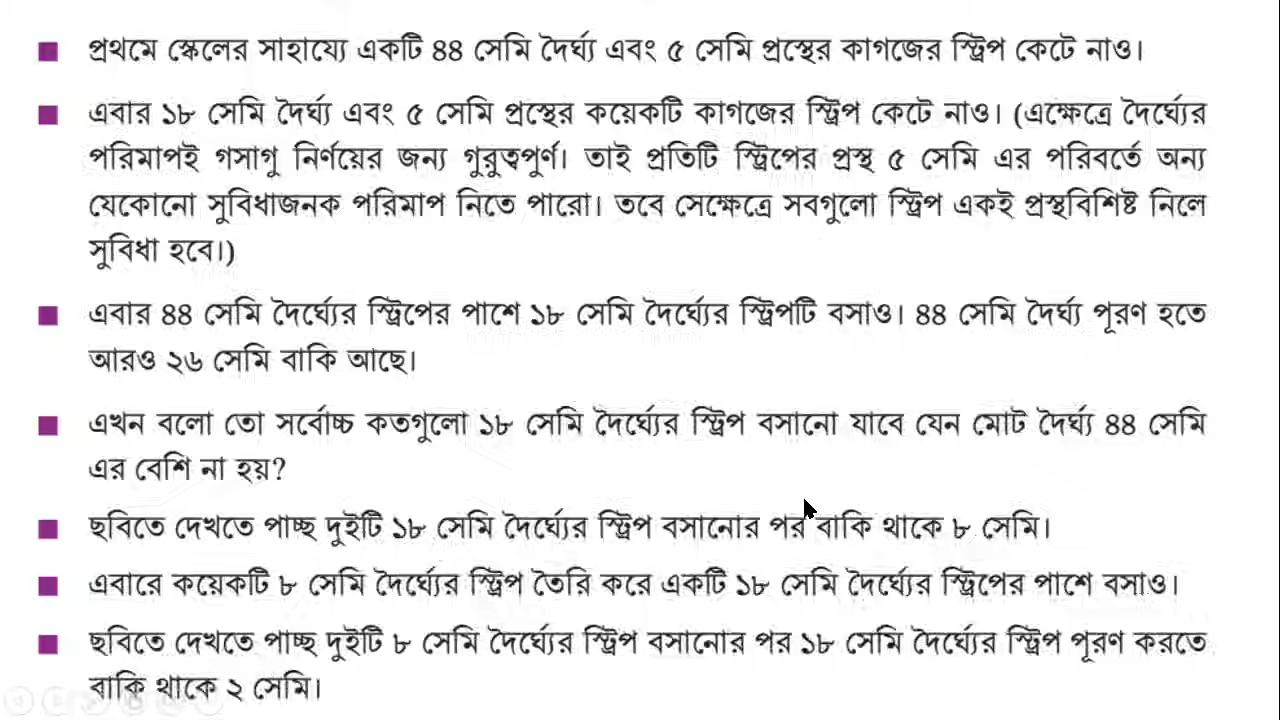 ■ প্রথমে স্কেলের সাহায্যে একটি ৪৪ সেমি দৈর্ঘ্য এবং ৫ সেমি প্রস্থের কাগজের স্ট্রিপ কেটে নাও।
■ এবার ১৮ সেমি দৈর্ঘ্য এবং ৫ সেমি প্রস্থের কয়েকটি কাগজের স্ট্রিপ কেটে নাও। (এক্ষেত্রে দৈর্ঘ্যের
পরিমাপই গসাগু নির্ণয়ের জন্য গুরুত্বপূর্ণ। তাই প্রতিটি স্ট্রিপের প্রস্থ ৫ সেমি এর পরিবর্তে অন্য
যেকোনো সুবিধাজনক পরিমাপ নিতে পারো। তবে সেক্ষেত্রে সবগুলো স্ট্রিপ একই প্রস্থবিশিষ্ট নিলে
সুবিধা হবে।)
■ এবার ৪৪ সেমি দৈর্ঘ্যের স্ট্রিপের পাশে ১৮ সেমি দৈর্ঘ্যের স্ট্রিপটি বসাও। ৪৪ সেমি দৈর্ঘ্য পূরণ হতে
আরও ২৬ সেমি বাকি আছে।
■ এখন বলো তো সর্বোচ্চ কতগুলো ১৮ সেমি দৈর্ঘ্যের স্ট্রিপ বসানো যাবে যেন মোট দৈর্ঘ্য ৪৪ সেমি
এর বেশি না হয়?
■ ছবিতে দেখতে পাচ্ছ দুইটি ১৮ সেমি দৈর্ঘ্যের স্ট্রিপ বসানোর পর বাকি থাকে ৮ সেমি।
■ এবারে কয়েকটি ৮ সেমি দৈর্ঘ্যের স্ট্রিপ তৈরি করে একটি ১৮ সেমি দৈর্ঘ্যের স্ট্রিপের পাশে বসাও।
■ ছবিতে দেখতে পাচ্ছ দুইটি ৮ সেমি দৈর্ঘ্যের স্ট্রিপ বসানোর পর ১৮ সেমি দৈর্ঘ্যের স্ট্রিপ পূরণ করতে
বাকি থাকে ২ সেমি।